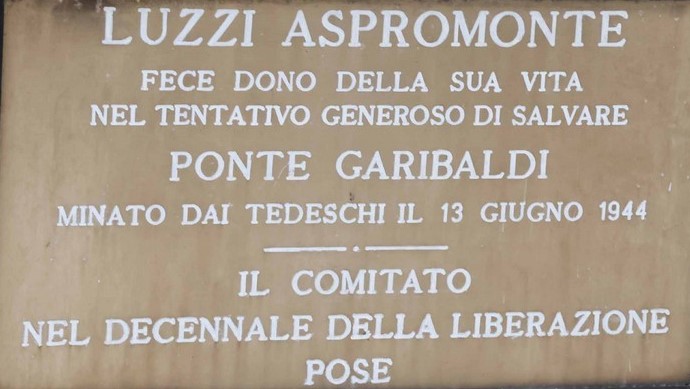 LUZZI ASPROMONTE
FECE DONO DELLA SUA VITA
NEL TENTATIVO GENEROSO DI SALVARE
PONTE GARIBALDI
MINATO DAI TEDESCHI IL 13 GIUGNO 1944
IL COMITATO
NEL DECENNALE DELLA LIBERAZIONE
POSE